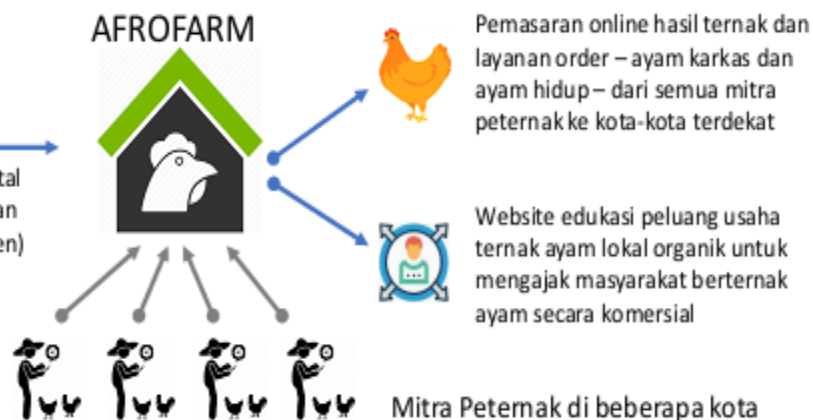 AFROFARM
Pemasaran online hasil ternak dan
layanan order – ayam karkas dan
ayam hidup – dari semua mitra
peternak ke kota-kota terdekat
Website edukasi peluang usaha
ternak ayam lokal organik untuk
mengajak masyarakat berternak
ayam secara komersial
Mitra Peternak di beberapa kota